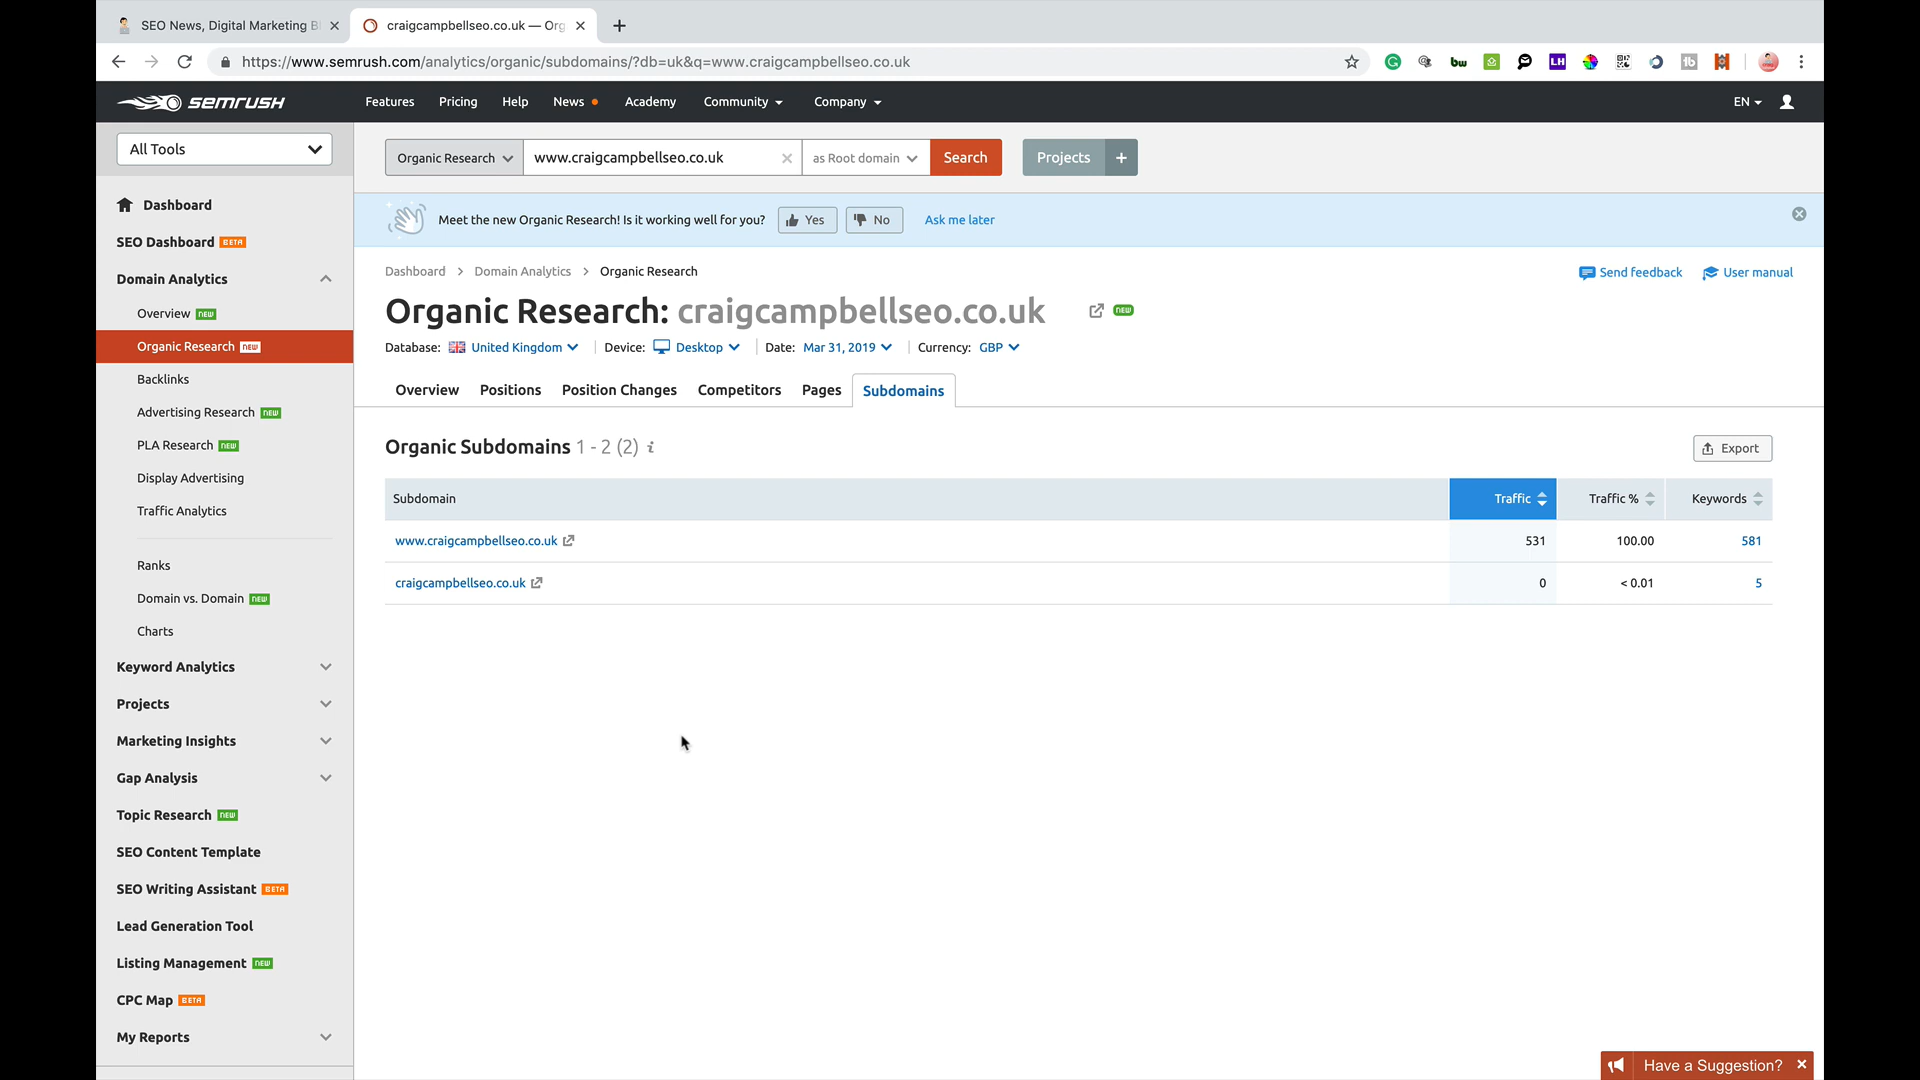 SEO News, Digital Marketing B
craigcampbellseo.co.uk — Org
https://www.semrush.com/analytics/organic/subdomains/?db=uk&q=www.craigcampbellseo.co.uk
bw
LH
tb
SEMRUSH
Features
Pricing
Help
News
Academy
Community
Company
EN
All Tools
Organic Research
www.craigcampbellseo.co.uk
as Root domain
Search
Projects
+
Dashboard
SEO Dashboard BETA
Domain Analytics
Overview new
Organic Research new
Backlinks
Advertising Research new
PLA Research new
Display Advertising
Traffic Analytics
Ranks
Domain vs. Domain new
Charts
Keyword Analytics
Projects
Marketing Insights
Gap Analysis
Topic Research new
SEO Content Template
SEO Writing Assistant BETA
Lead Generation Tool
Listing Management new
CPC Map BETA
My Reports
Meet the new Organic Research! Is it working well for you?
Yes
No
Ask me later
Dashboard > Domain Analytics > Organic Research
Send feedback
User manual
Organic Research: craigcampbellseo.co.uk new
Database: United Kingdom
Device: Desktop
Date: Mar 31, 2019
Currency: GBP
Overview
Positions
Position Changes
Competitors
Pages
Subdomains
Organic Subdomains 1 - 2 (2) i
Export
Subdomain Traffic Traffic % Keywords
www.craigcampbellseo.co.uk 531 100.00 581
craigcampbellseo.co.uk 0 < 0.01 5
Have a Suggestion?